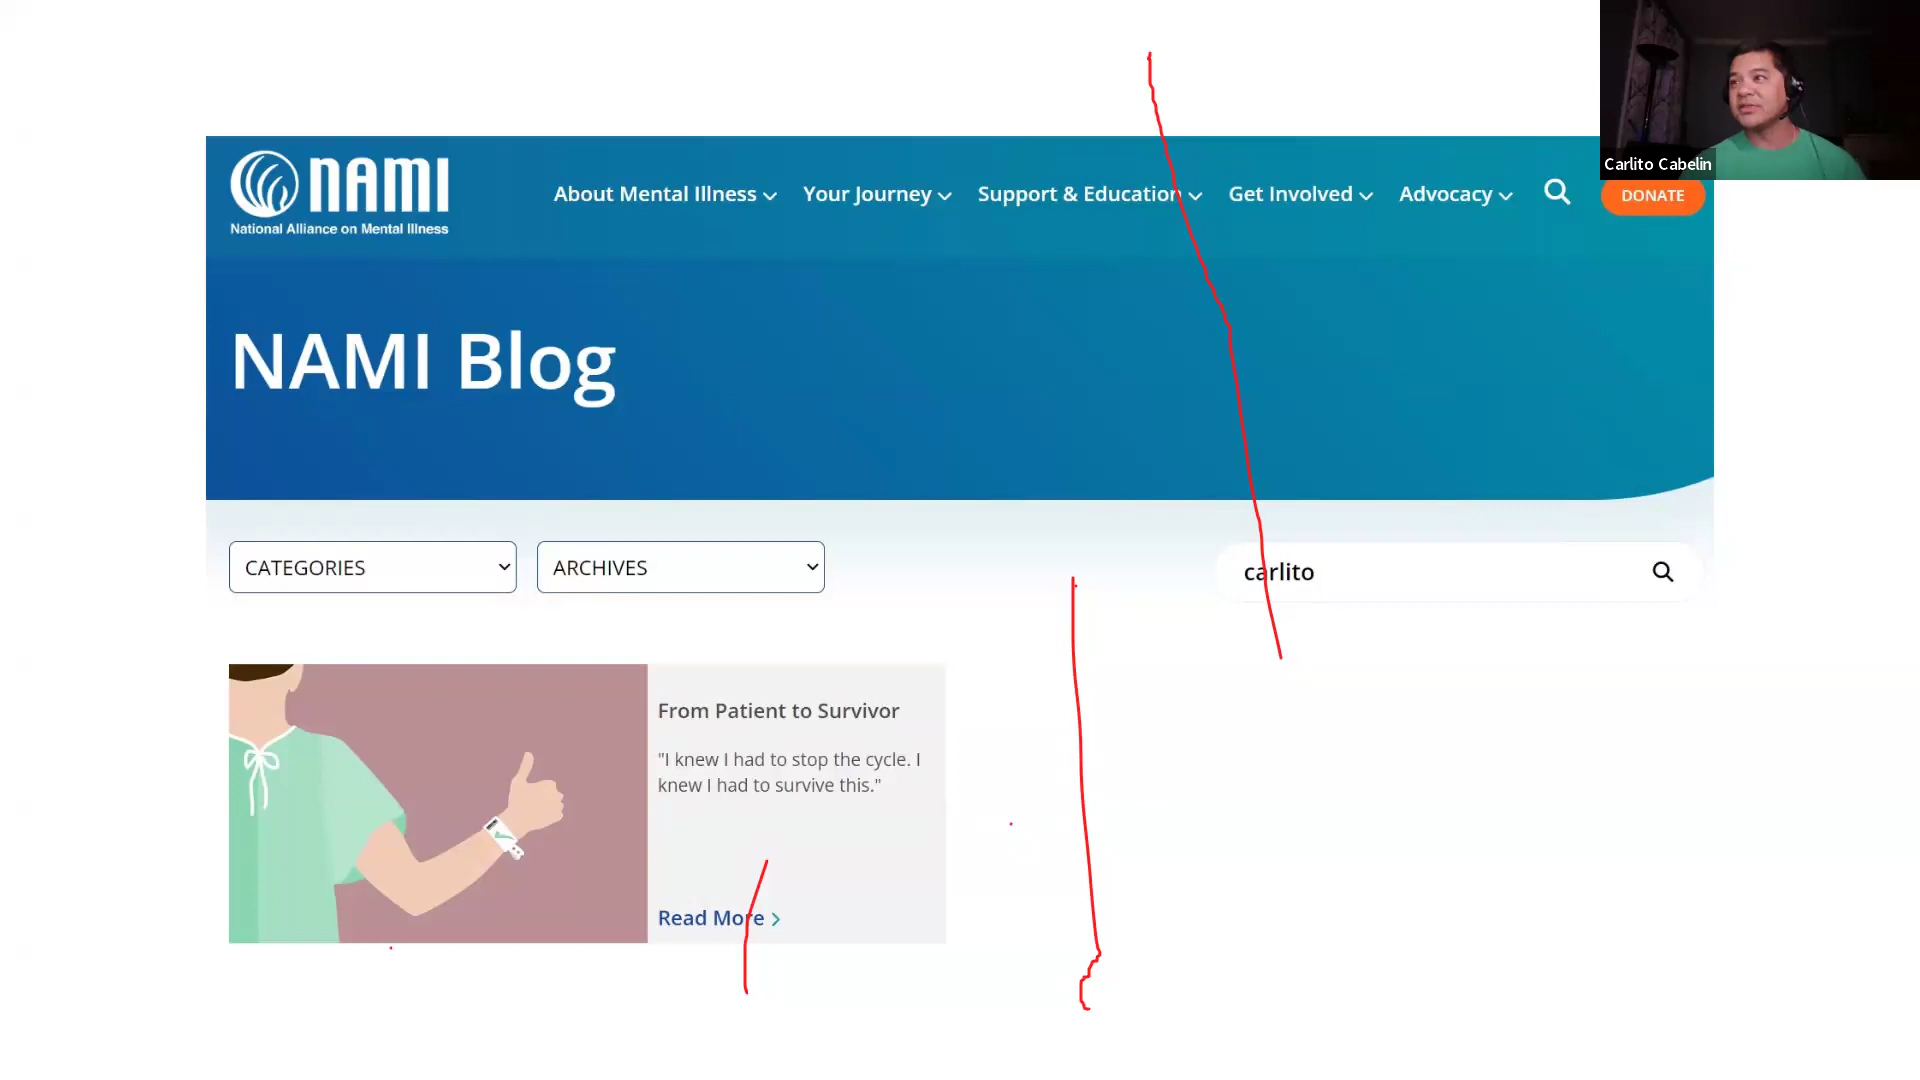 Carlito Cabelin
NAMI
National Alliance on Mental Illness
About Mental Illness
Your Journey
Support & Education
Get Involved
Advocacy
DONATE
NAMI Blog
CATEGORIES
ARCHIVES
carlito
From Patient to Survivor
"I knew I had to stop the cycle. I
knew I had to survive this."
Read More